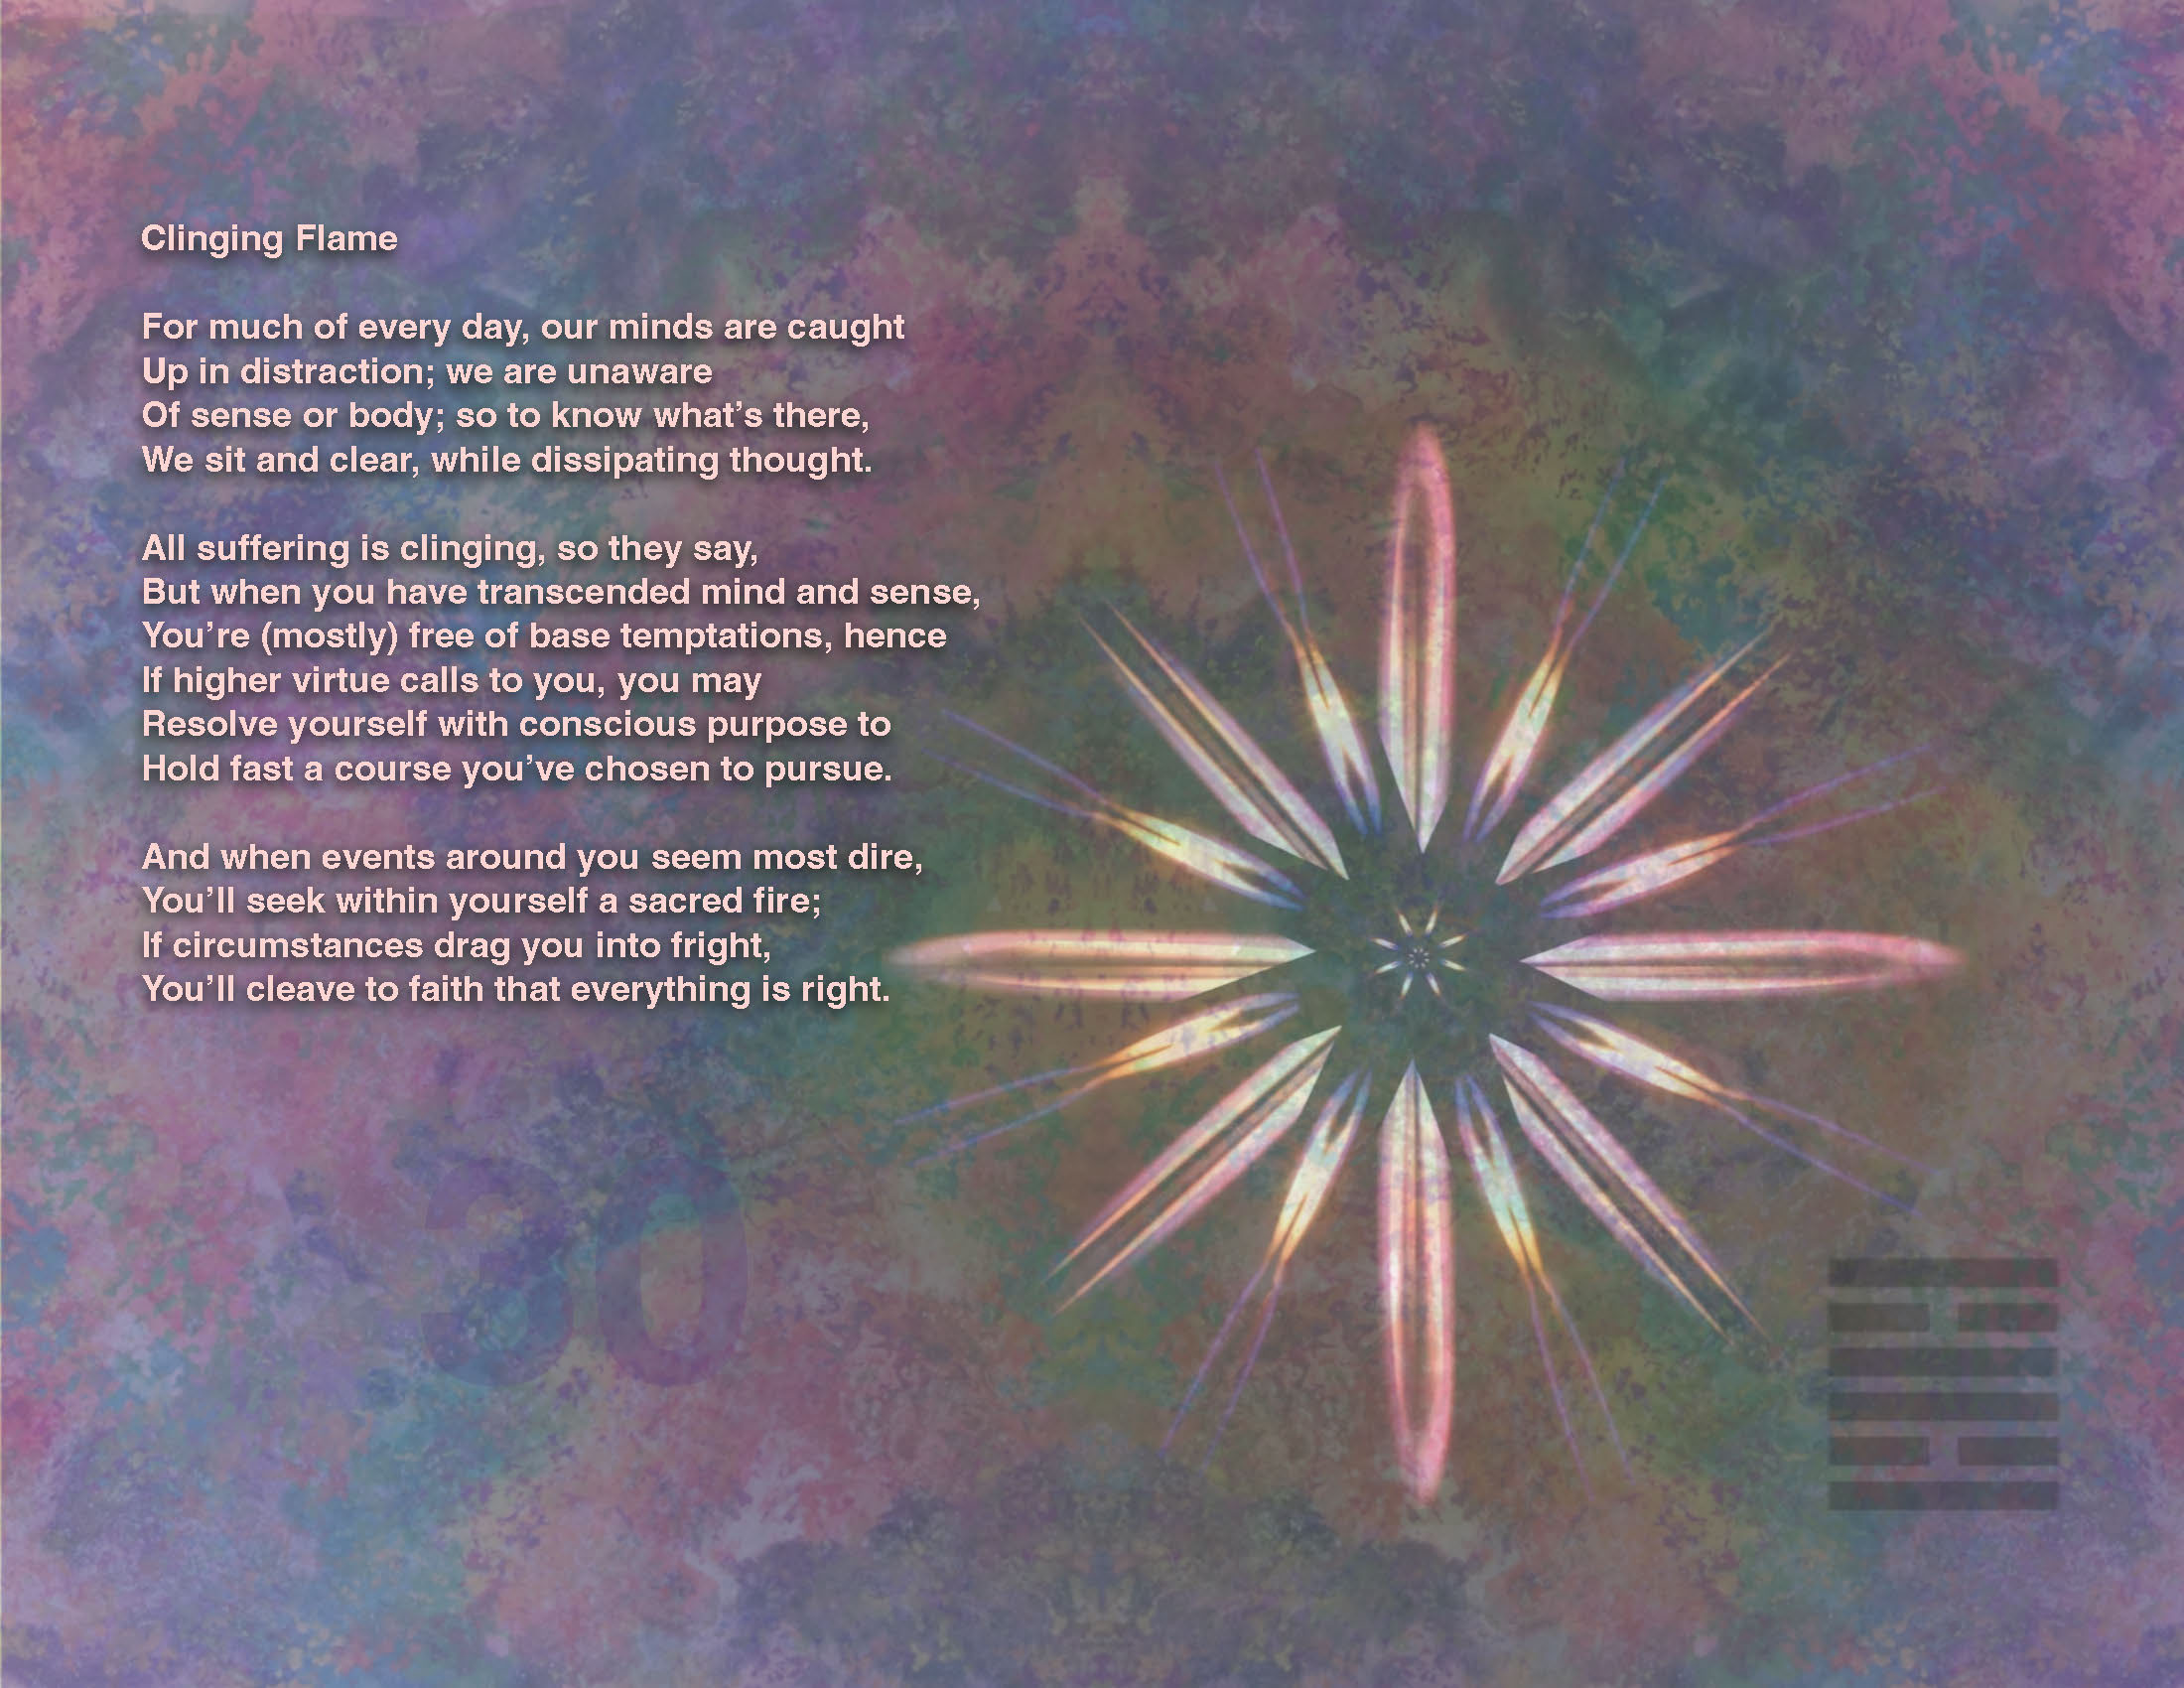 Clinging Flame
For much of every day, our minds are caught
Up in distraction; we are unaware
Of sense or body; so to know what’s there,
We sit and clear, while dissipating thought.
All suffering is clinging, so they say,
But when you have transcended mind and sense,
You’re (mostly) free of base temptations, hence
If higher virtue calls to you, you may
Resolve yourself with conscious purpose to
Hold fast a course you’ve chosen to pursue.
And when events around you seem most dire,
You’ll seek within yourself a sacred fire;
If circumstances drag you into fright,
You’ll cleave to faith that everything is right.
30